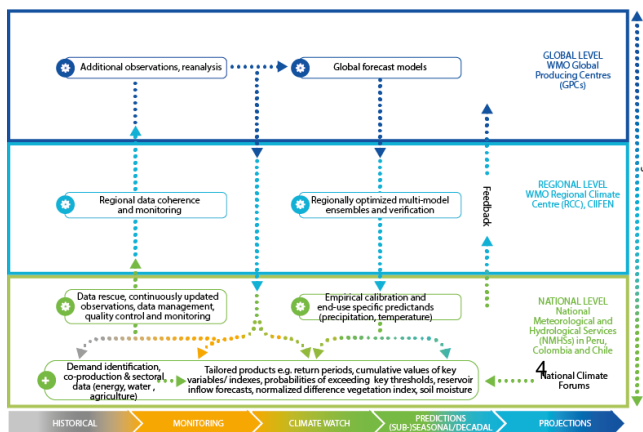 Additional observations, reanalysis
Global forecast models
GLOBAL LEVEL
WMO Global
Producing Centres
(GPCs)
Regional data coherence
and monitoring
Regionally optimized multi-model
ensembles and verification
Feedback
REGIONAL LEVEL
WMO Regional Climate
Centre (RCC), CIIFEN
Data rescue, continuously updated
observations, data management,
quality control and monitoring
Empirical calibration and
end-use specific predictands
(precipitation, temperature)
NATIONAL LEVEL
National
Meteorological and
Hydrological Services
(NMHSs) in Peru,
Colombia and Chile
Demand identification,
co-production & sectoral
data (energy, water ,
agriculture)
Tailored products e.g. return periods, cumulative values of key
variables/ indexes, probabilities of exceeding key thresholds, reservoir
inflow forecasts, normalized difference vegetation index, soil moisture
4
National Climate
Forums
HISTORICAL
MONITORING
CLIMATE WATCH
PREDICTIONS
(SUB-)SEASONAL/DECADAL
PROJECTIONS